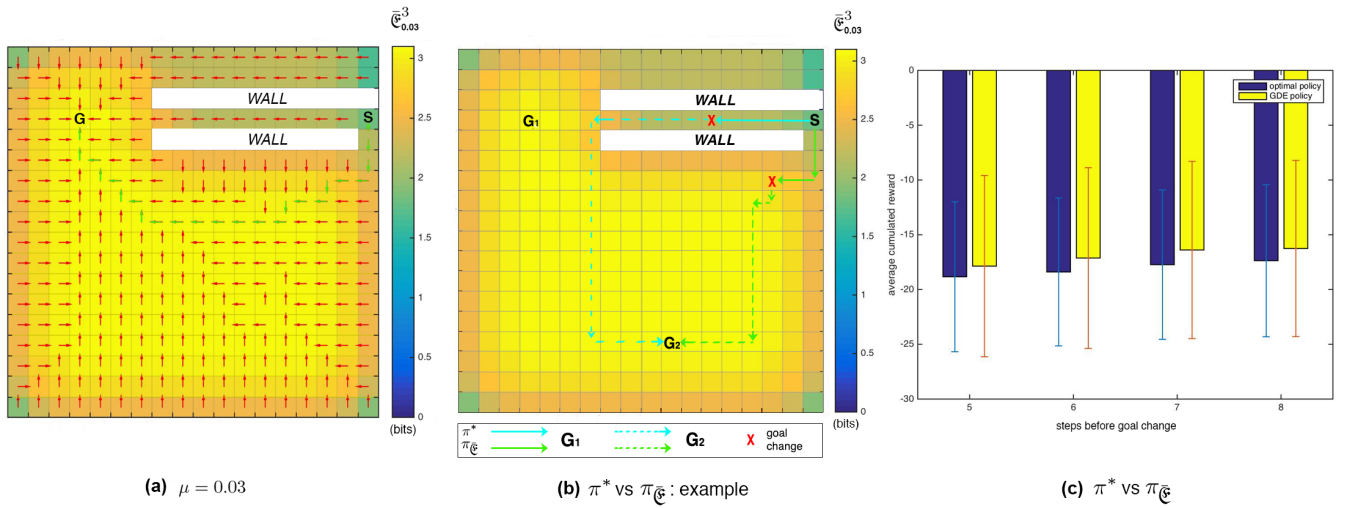 𝕰̄³₀.₀₃
WALL
G
S
WALL
3
2.5
2
1.5
1
0.5
0
(bits)
(a) μ = 0.03
𝕰̄³₀.₀₃
WALL
G₁
X
S
WALL
X
G₂
3
2.5
2
1.5
1
0.5
0
(bits)
π*
π_𝕰̄
G₁
G₂
X
goal
change
(b) π* vs π_𝕰̄ : example
0
-5
-10
-15
-20
-25
-30
average cumulated reward
optimal policy
GDE policy
5
6
7
8
steps before goal change
(c) π* vs π_𝕰̄